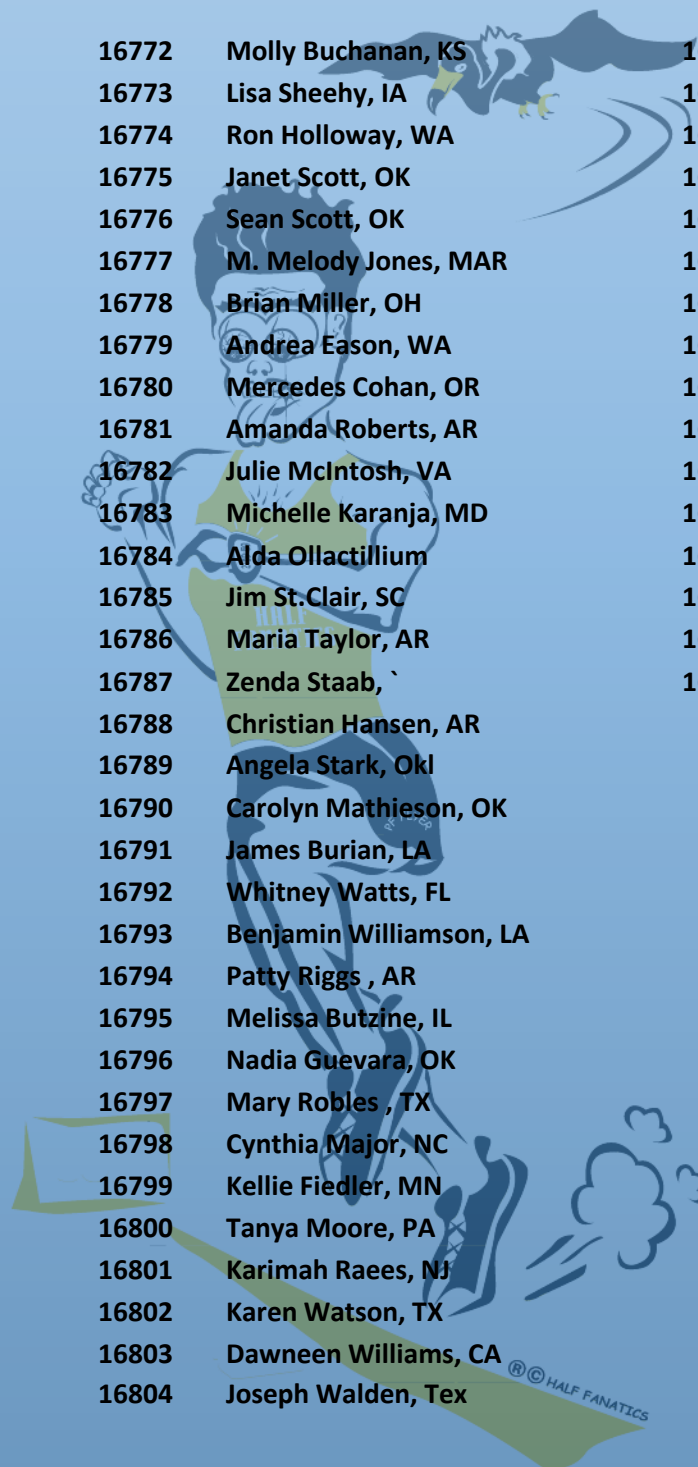 16772 Molly Buchanan, KS 1
16773 Lisa Sheehy, IA 1
16774 Ron Holloway, WA 1
16775 Janet Scott, OK 1
16776 Sean Scott, OK 1
16777 M. Melody Jones, MAR 1
16778 Brian Miller, OH 1
16779 Andrea Eason, WA 1
16780 Mercedes Cohan, OR 1
16781 Amanda Roberts, AR 1
16782 Julie McIntosh, VA 1
16783 Michelle Karanja, MD 1
16784 Alda Ollactillium 1
16785 Jim St.Clair, SC 1
HALF
16786 Maria Taylor, AR 1
16787 Zenda Staab, ` 1
16788 Christian Hansen, AR
16789 Angela Stark, Okl
16790 Carolyn Mathieson, OK
16791 James Burian, LA
16792 Whitney Watts, FL
16793 Benjamin Williamson, LA
16794 Patty Riggs , AR
16795 Melissa Butzine, IL
16796 Nadia Guevara, OK
16797 Mary Robles , TX
16798 Cynthia Major, NC
16799 Kellie Fiedler, MN
16800 Tanya Moore, PA
16801 Karimah Raees, NJ
16802 Karen Watson, TX
16803 Dawneen Williams, CA
16804 Joseph Walden, Tex
®© HALF FANATICS